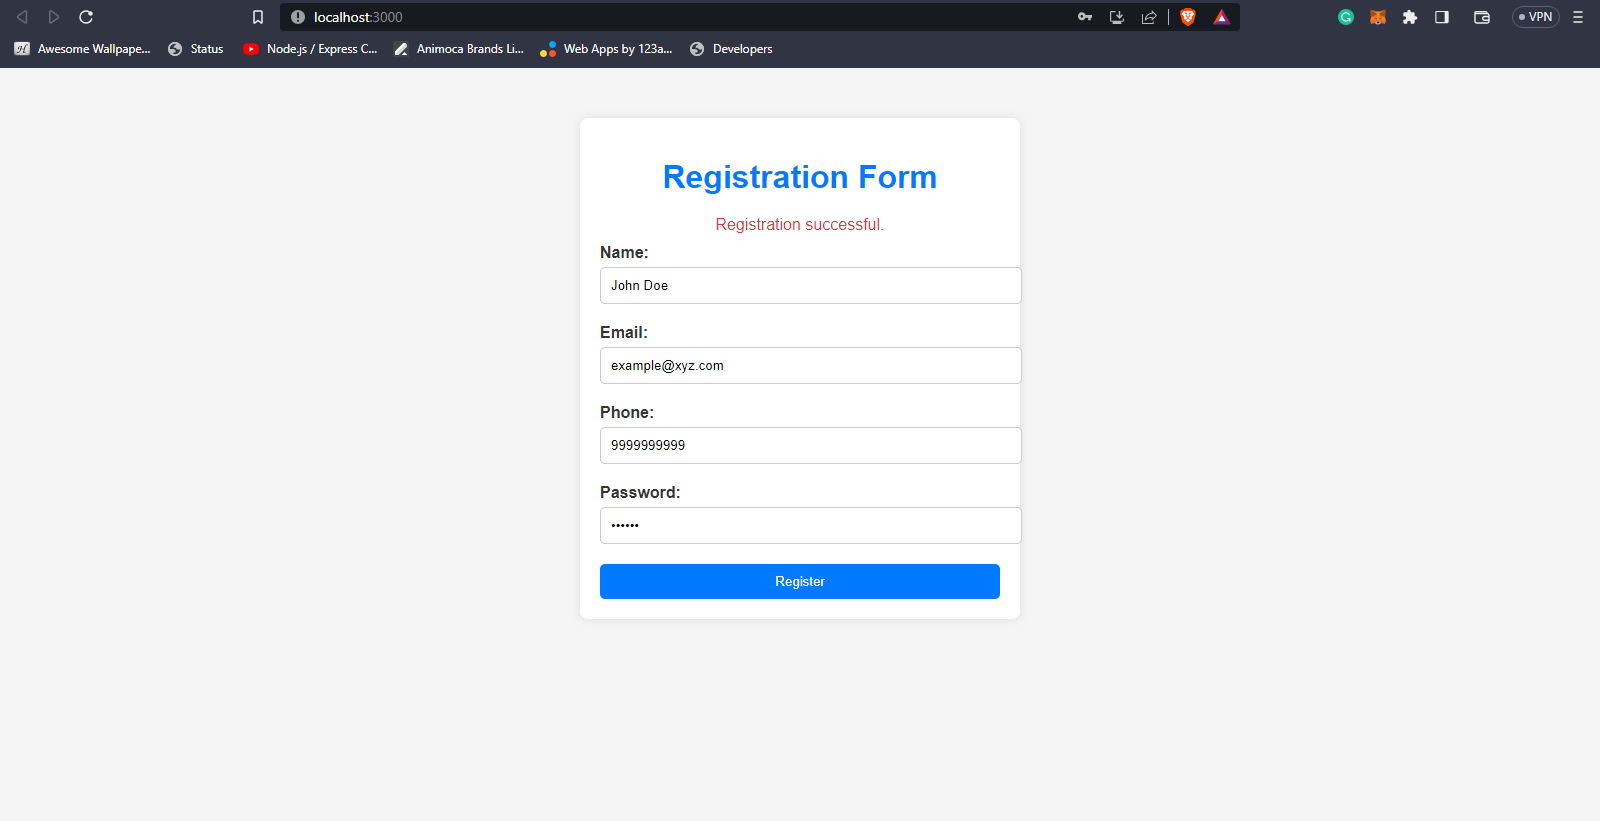 localhost:3000
VPN
Awesome Wallpape... Status Node.js / Express C... Animoca Brands Li... Web Apps by 123a... Developers
Registration Form
Registration successful.
Name:
John Doe
Email:
example@xyz.com
Phone:
9999999999
Password:
••••••
Register